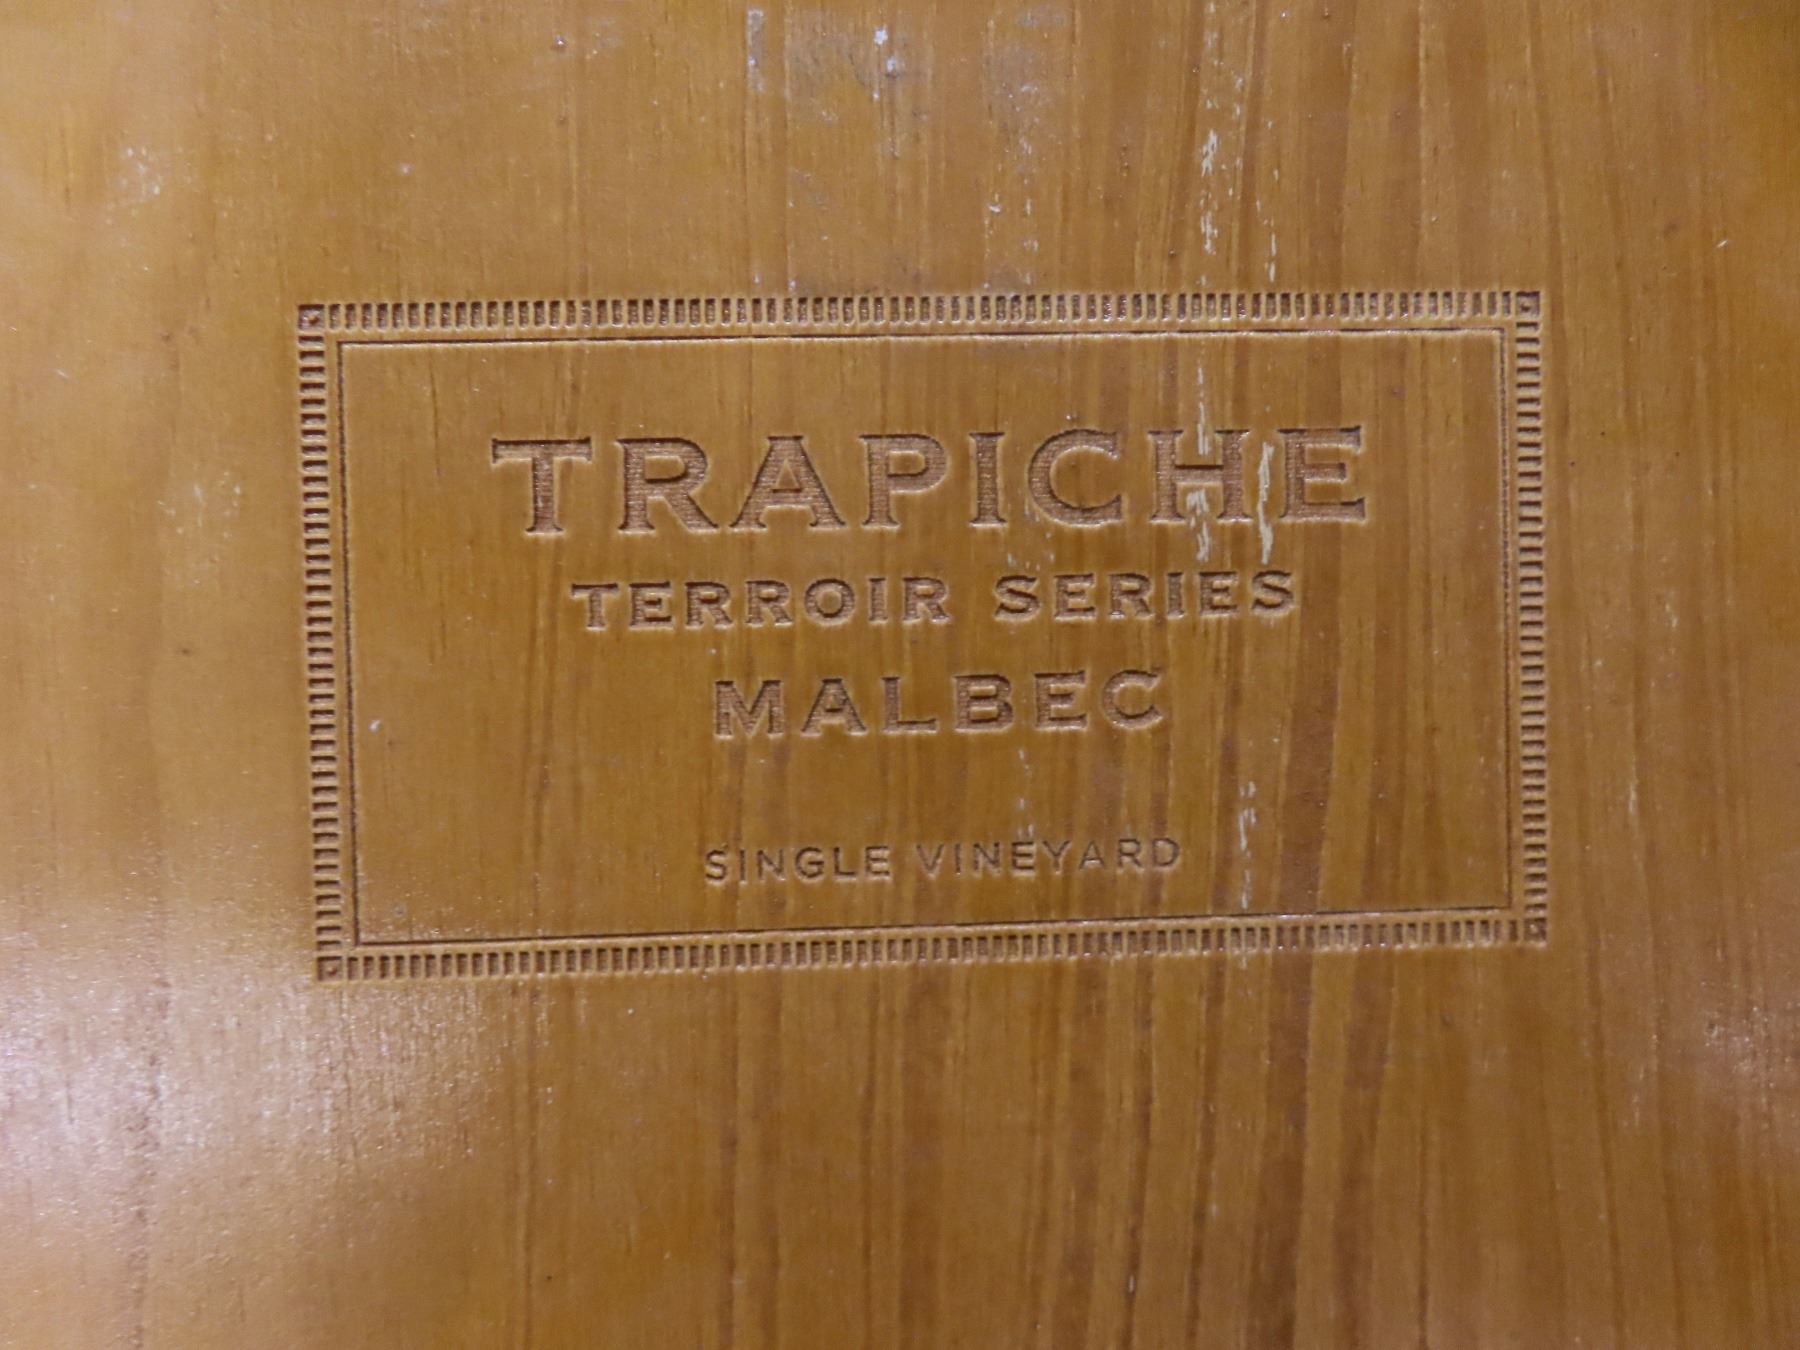 TRAPICHE
TERROIR SERIES
MALBEC
SINGLE VINEYARD